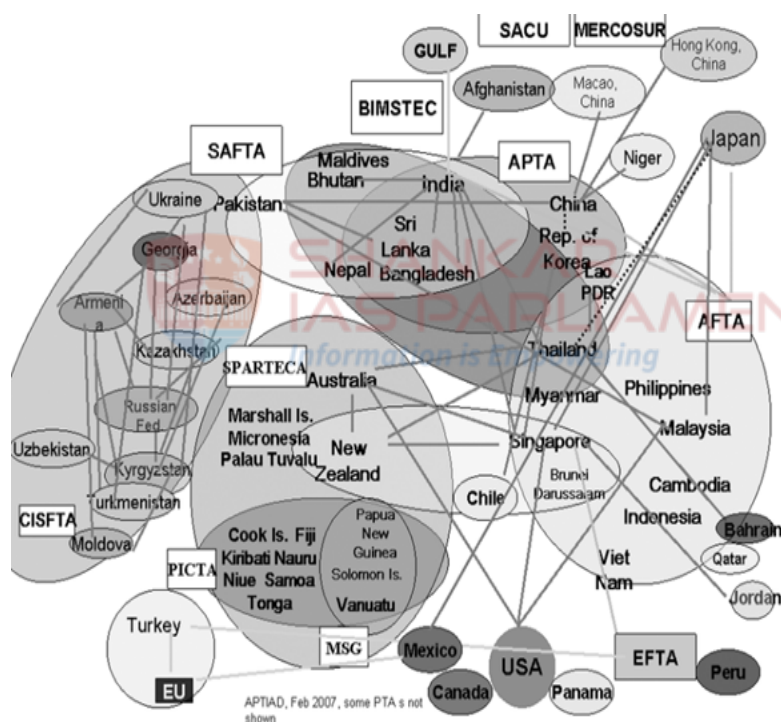 SACU
MERCOSUR
GULF
Hong Kong,
China
BIMSTEC
Afghanistan
Macao,
China
Japan
SAFTA
Maldives
Bhutan
India
APTA
Niger
Ukraine
Pakistan
China
Sri
Lanka
Rep. of
Korea
Georgia
Nepal
Bangladesh
Lao
PDR
SHANKAR
IAS PARLIAMEN
Information is Empowering
Armeni
a
Azerbaijan
AFTA
Kazakhstan
SPARTECA
Australia
Thailand
Myanmar
Philippines
Russian
Fed
Marshall Is.
Micronesia
Palau Tuvalu
New
Zealand
Singapore
Malaysia
Uzbekistan
Kyrgyzstan
Turkmenistan
Chile
Brunei
Darussalam
Cambodia
CISFTA
Moldova
Indonesia
Bahrain
Cook Is. Fiji
Kiribati Nauru
Niue Samoa
Tonga
Papua
New
Guinea
Solomon Is.
Vanuatu
PICTA
Viet
Nam
Qatar
Jordan
Turkey
MSG
Mexico
USA
EFTA
Peru
EU
Canada
Panama
APTIAD, Feb 2007, some PTA s not
shown